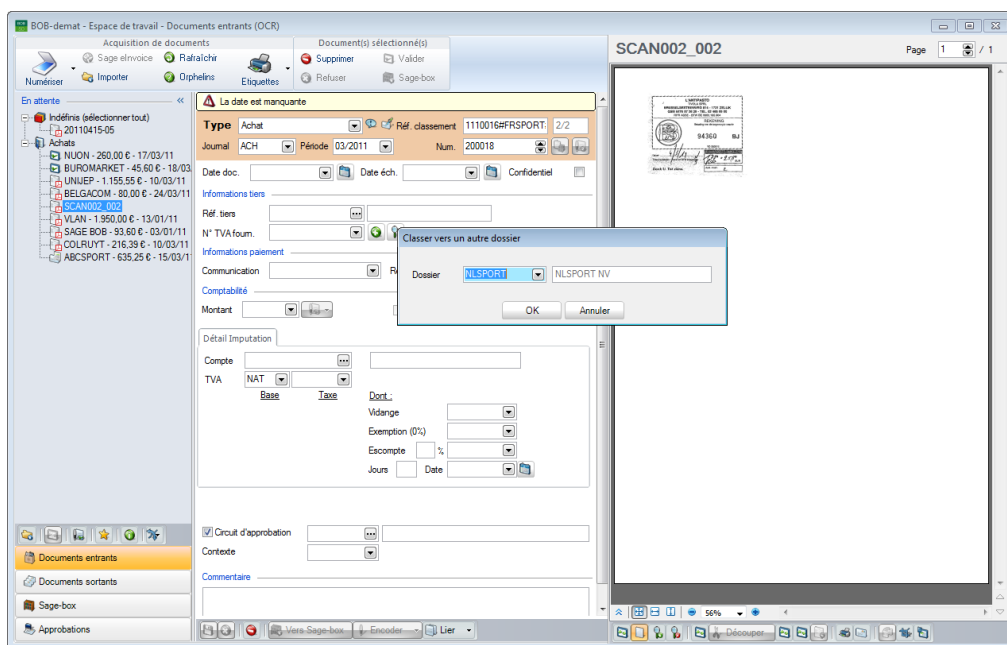 BOB-demat - Espace de travail - Documents entrants (OCR)
Acquisition de documents
Document(s) sélectionné(s)
Numériser
Sage eInvoice
Importer
Rafraîchir
Orphelins
Etiquettes
Supprimer
Refuser
Valider
Sage-box
SCAN002_002
Page 1 / 1
En attente
Indéfinis (sélectionner tout)
20110415-05
Achats
NUON - 260,00 € - 17/03/11
BUROMARKET - 45,60 € - 18/03
UNIJEP - 1.155,55 € - 10/03/11
BELGACOM - 80,00 € - 24/03/11
SCAN002_002
VLAN - 1.950,00 € - 13/01/11
SAGE BOB - 93,60 € - 03/01/11
COLRUYT - 216,39 € - 10/03/11
ABCSPORT - 635,25 € - 15/03/1
La date est manquante
Type Achat Réf. classement 1110016#FRSPORT: 2/2
Journal ACH Période 03/2011 Num. 200018
Date doc. Date éch. Confidentiel
Informations tiers
Réf. tiers
N° TVA fourn.
Informations paiement
Communication
Comptabilité
Montant
Classer vers un autre dossier
Dossier NLSPORT NLSPORT NV
OK Annuler
Détail Imputation
Compte
TVA NAT
Base Taxe Dont :
Vidange
Exemption (0%)
Escompte %
Jours Date
Circuit d'approbation
Contexte
Commentaire
Documents entrants
Documents sortants
Sage-box
Approbations
Vers Sage-box Encoder Lier
94360
56%
Découper